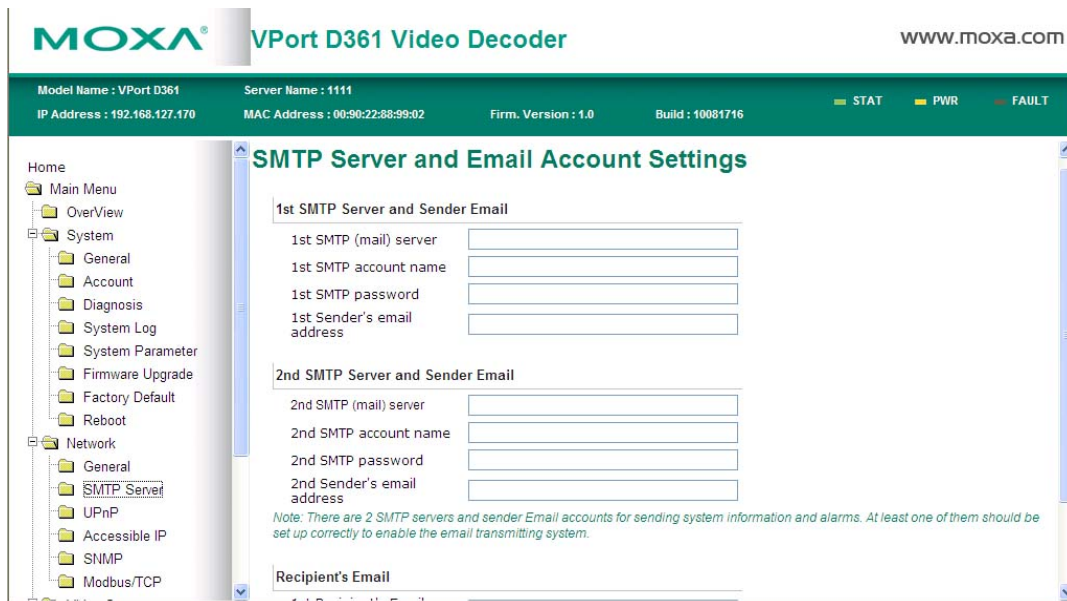 MOXA®
VPort D361 Video Decoder
www.moxa.com
Model Name : VPort D361
Server Name : 1111
IP Address : 192.168.127.170
MAC Address : 00:90:22:88:99:02
Firm. Version : 1.0
Build : 10081716
STAT
PWR
FAULT
Home
Main Menu
OverView
System
General
Account
Diagnosis
System Log
System Parameter
Firmware Upgrade
Factory Default
Reboot
Network
General
SMTP Server
UPnP
Accessible IP
SNMP
Modbus/TCP
SMTP Server and Email Account Settings
1st SMTP Server and Sender Email
1st SMTP (mail) server
1st SMTP account name
1st SMTP password
1st Sender's email
address
2nd SMTP Server and Sender Email
2nd SMTP (mail) server
2nd SMTP account name
2nd SMTP password
2nd Sender's email
address
Note: There are 2 SMTP servers and sender Email accounts for sending system information and alarms. At least one of them should be
set up correctly to enable the email transmitting system.
Recipient's Email
1st Recipient's Email